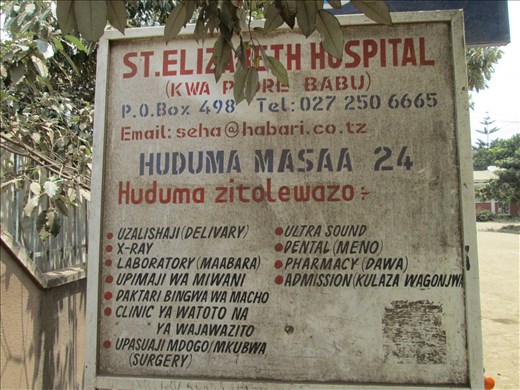 ST. ELIZABETH HOSPITAL
(KWA PADRE BABU)
P.O.Box 498 Tel: 027 250 6665
Email: seha@habari.co.tz
HUDUMA MASAA 24
Huduma zitolewazo:-
• UZALISHAJI (DELIVARY)
• X-RAY
• LABORATORY (MAABARA)
• UPIMAJI WA MIWANI
• DAKTARI BINGWA WA MACHO
• CLINIC YA WATOTO NA
YA WAJAWAZITO
• UPASUAJI MDOGO/MKUBWA
(SURGERY)
• ULTRA SOUND
• DENTAL (MENO)
• PHARMACY (DAWA)
• ADMISSION (KULAZA WAGONJWA